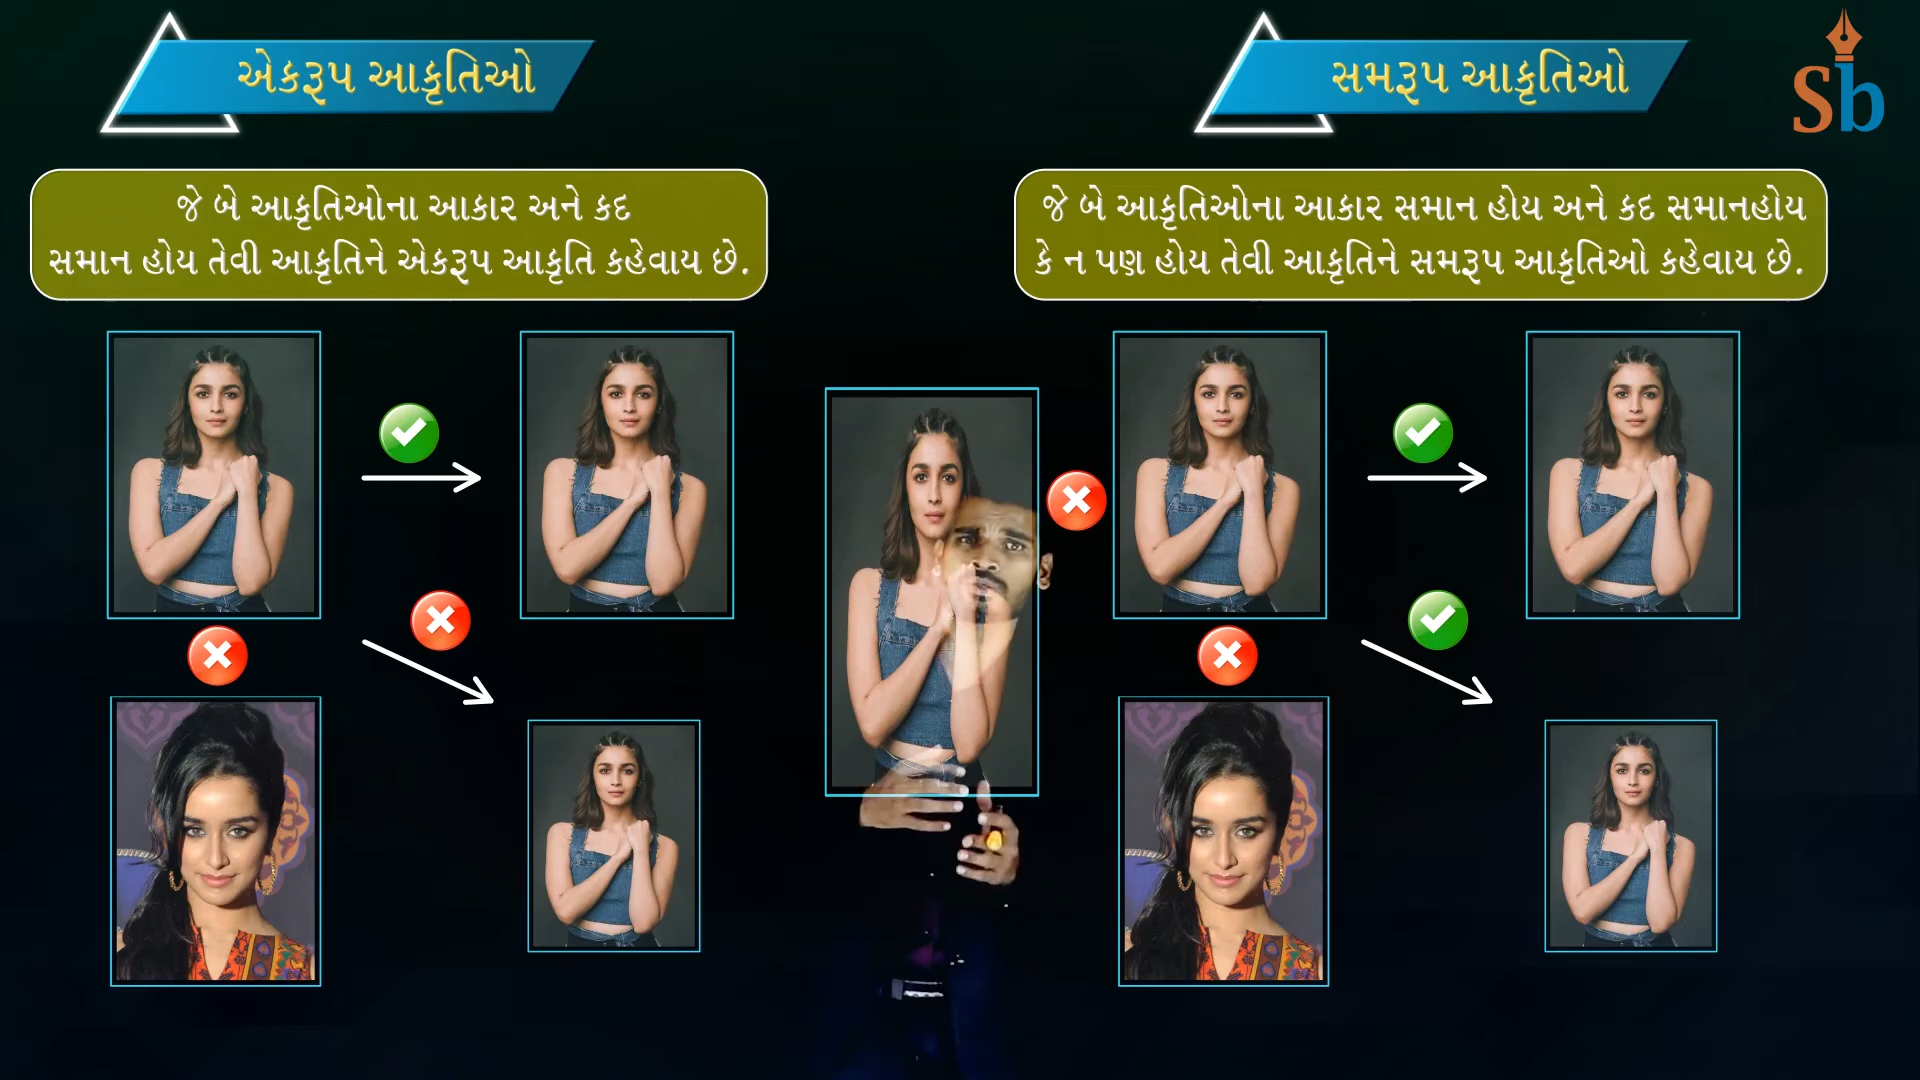 એકરૂપ આકૃતિઓ
જે બે આકૃતિઓના આકાર અને કદ
સમાન હોય તેવી આકૃતિને એકરૂપ આકૃતિ કહેવાય છે.
સમરૂપ આકૃતિઓ
જે બે આકૃતિઓના આકાર સમાન હોય અને કદ સમાનહોય
કે ન પણ હોય તેવી આકૃતિને સમરૂપ આકૃતિઓ કહેવાય છે.
Sb